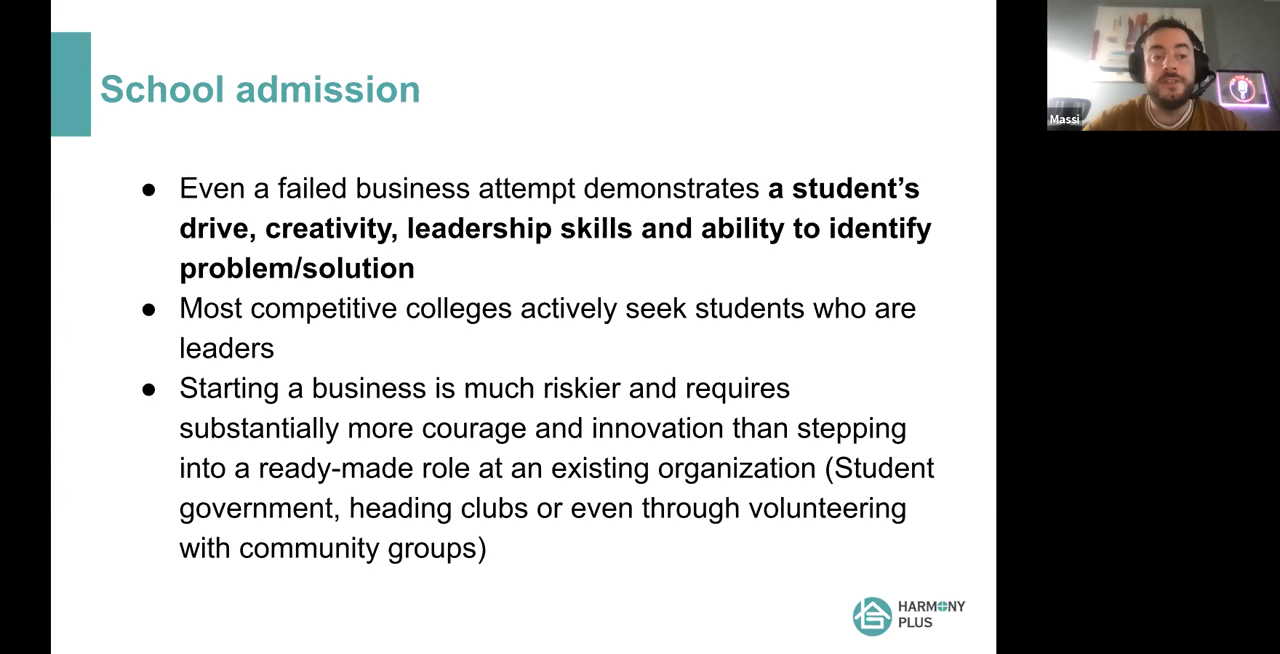 School admission
Massi
● Even a failed business attempt demonstrates a student’s
drive, creativity, leadership skills and ability to identify
problem/solution
● Most competitive colleges actively seek students who are
leaders
● Starting a business is much riskier and requires
substantially more courage and innovation than stepping
into a ready-made role at an existing organization (Student
government, heading clubs or even through volunteering
with community groups)
HARMONY
PLUS